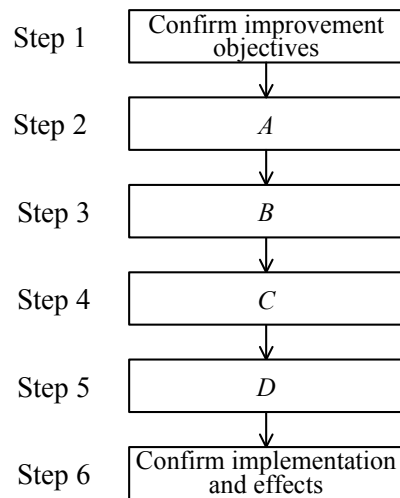 Step 1
Confirm improvement
objectives
Step 2
A
Step 3
B
Step 4
C
Step 5
D
Step 6
Confirm implementation
and effects